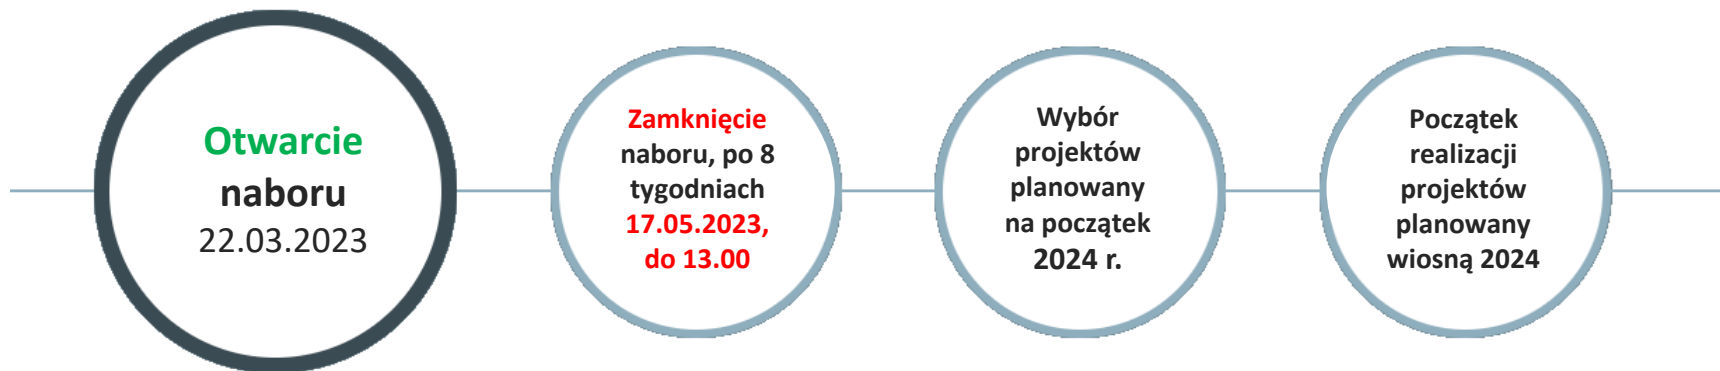 Otwarcie
naboru
22.03.2023
Zamknięcie
naboru, po 8
tygodniach
17.05.2023,
do 13.00
Wybór
projektów
planowany
na początek
2024 r.
Początek
realizacji
projektów
planowany
wiosną 2024